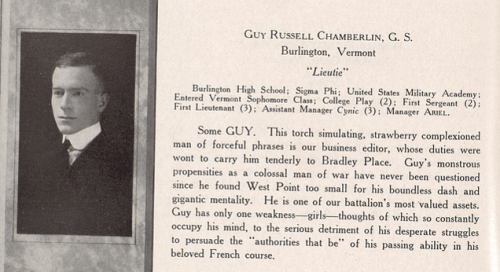 GUY RUSSELL CHAMBERLIN, G. S.
Burlington, Vermont
"Lieutie"
Burlington High School; Sigma Phi; United States Military Academy;
Entered Vermont Sophomore Class; College Play (2); First Sergeant (2);
First Lieutenant (3); Assistant Manager Cynic (3); Manager ARIEL.
Some GUY. This torch simulating, strawberry complexioned
man of forceful phrases is our business editor, whose duties were
wont to carry him tenderly to Bradley Place. Guy's monstrous
propensities as a colossal man of war have never been questioned
since he found West Point too small for his boundless dash and
gigantic mentality. He is one of our battalion's most valued assets.
Guy has only one weakness—girls—thoughts of which so constantly
occupy his mind, to the serious detriment of his desperate struggles
to persuade the "authorities that be" of his passing ability in his
beloved French course.